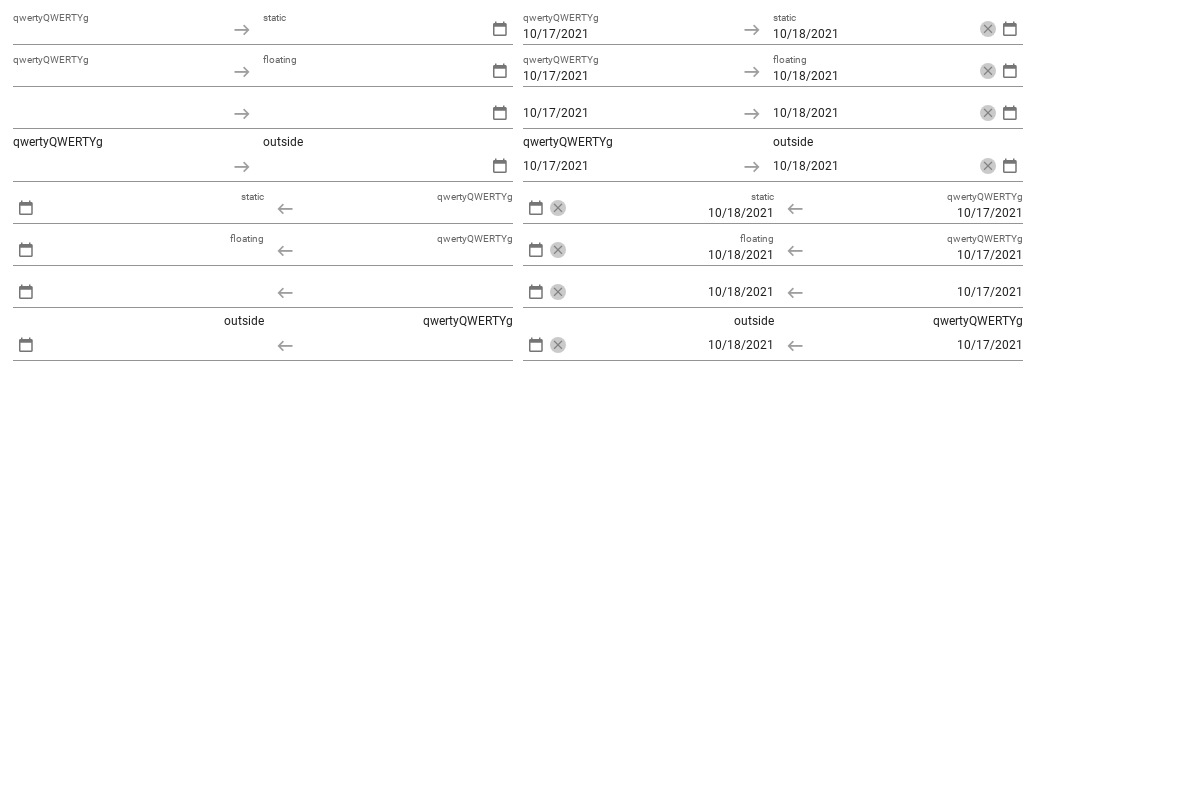 qwertyQWERTYg static qwertyQWERTYg static
10/17/2021 10/18/2021
qwertyQWERTYg floating qwertyQWERTYg floating
10/17/2021 10/18/2021
10/17/2021 10/18/2021
qwertyQWERTYg outside qwertyQWERTYg outside
10/17/2021 10/18/2021
static qwertyQWERTYg static qwertyQWERTYg
10/18/2021 10/17/2021
floating qwertyQWERTYg floating qwertyQWERTYg
10/18/2021 10/17/2021
10/18/2021 10/17/2021
outside qwertyQWERTYg outside qwertyQWERTYg
10/18/2021 10/17/2021